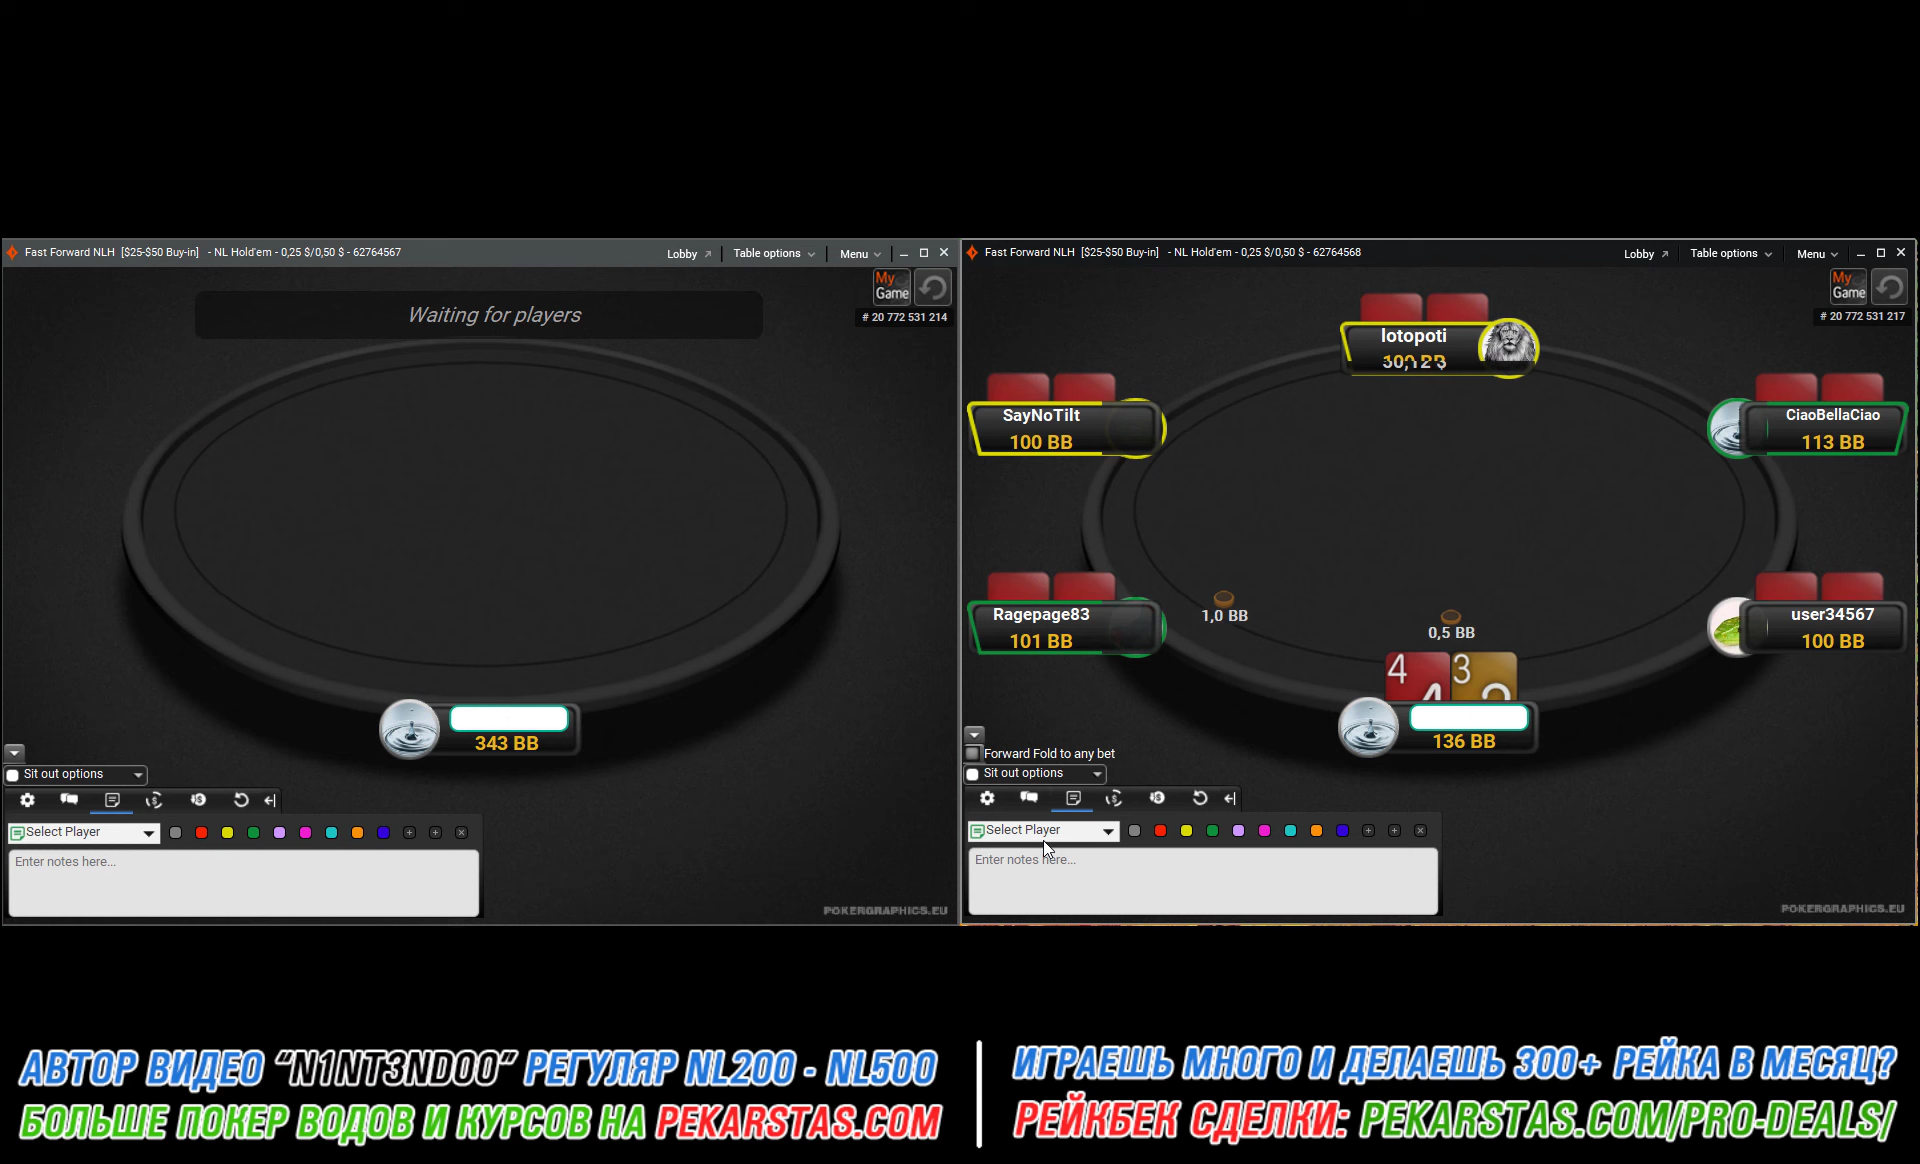 Fast Forward NLH [$25-$50 Buy-in] - NL Hold'em - 0,25 $/0,50 $ - 62764567
Lobby
Table options
Menu
My Game
# 20 772 531 214
Waiting for players
343 BB
Sit out options
Select Player
Enter notes here...
POKERGRAPHICS.EU
Fast Forward NLH [$25-$50 Buy-in] - NL Hold'em - 0,25 $/0,50 $ - 62764568
Lobby
Table options
Menu
My Game
# 20 772 531 217
lotopoti
SayNoTilt
100 BB
CiaoBellaCiao
113 BB
Ragepage83
101 BB
1,0 BB
0,5 BB
user34567
100 BB
4 3
136 BB
Forward Fold to any bet
Sit out options
Select Player
Enter notes here...
POKERGRAPHICS.EU
АВТОР ВИДЕО “N1NT3NDOO” РЕГУЛЯР NL200 - NL500
БОЛЬШЕ ПОКЕР ВОДОВ И КУРСОВ НА PEKARSTAS.COM
ИГРАЕШЬ МНОГО И ДЕЛАЕШЬ 300+ РЕЙКА В МЕСЯЦ?
РЕЙКБЕК СДЕЛКИ: PEKARSTAS.COM/PRO-DEALS/